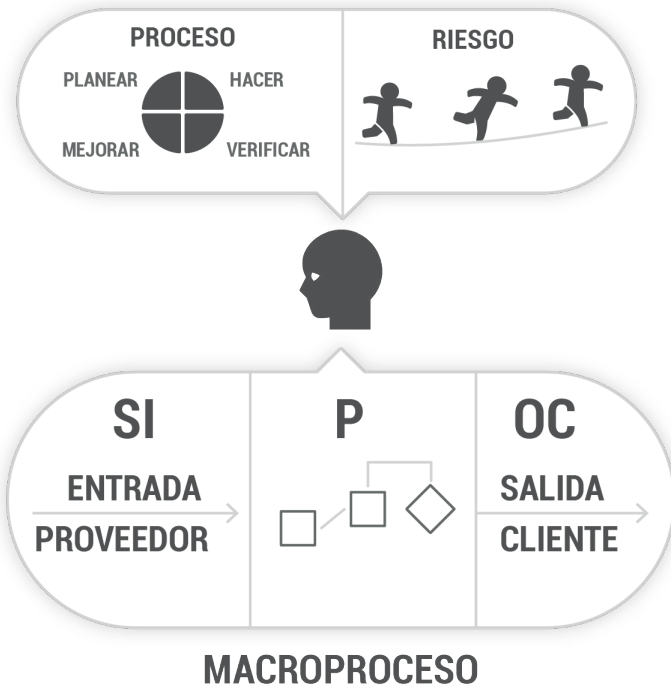 PROCESO
PLANEAR
HACER
MEJORAR
VERIFICAR
RIESGO
SI
ENTRADA
PROVEEDOR
P
OC
SALIDA
CLIENTE
MACROPROCESO